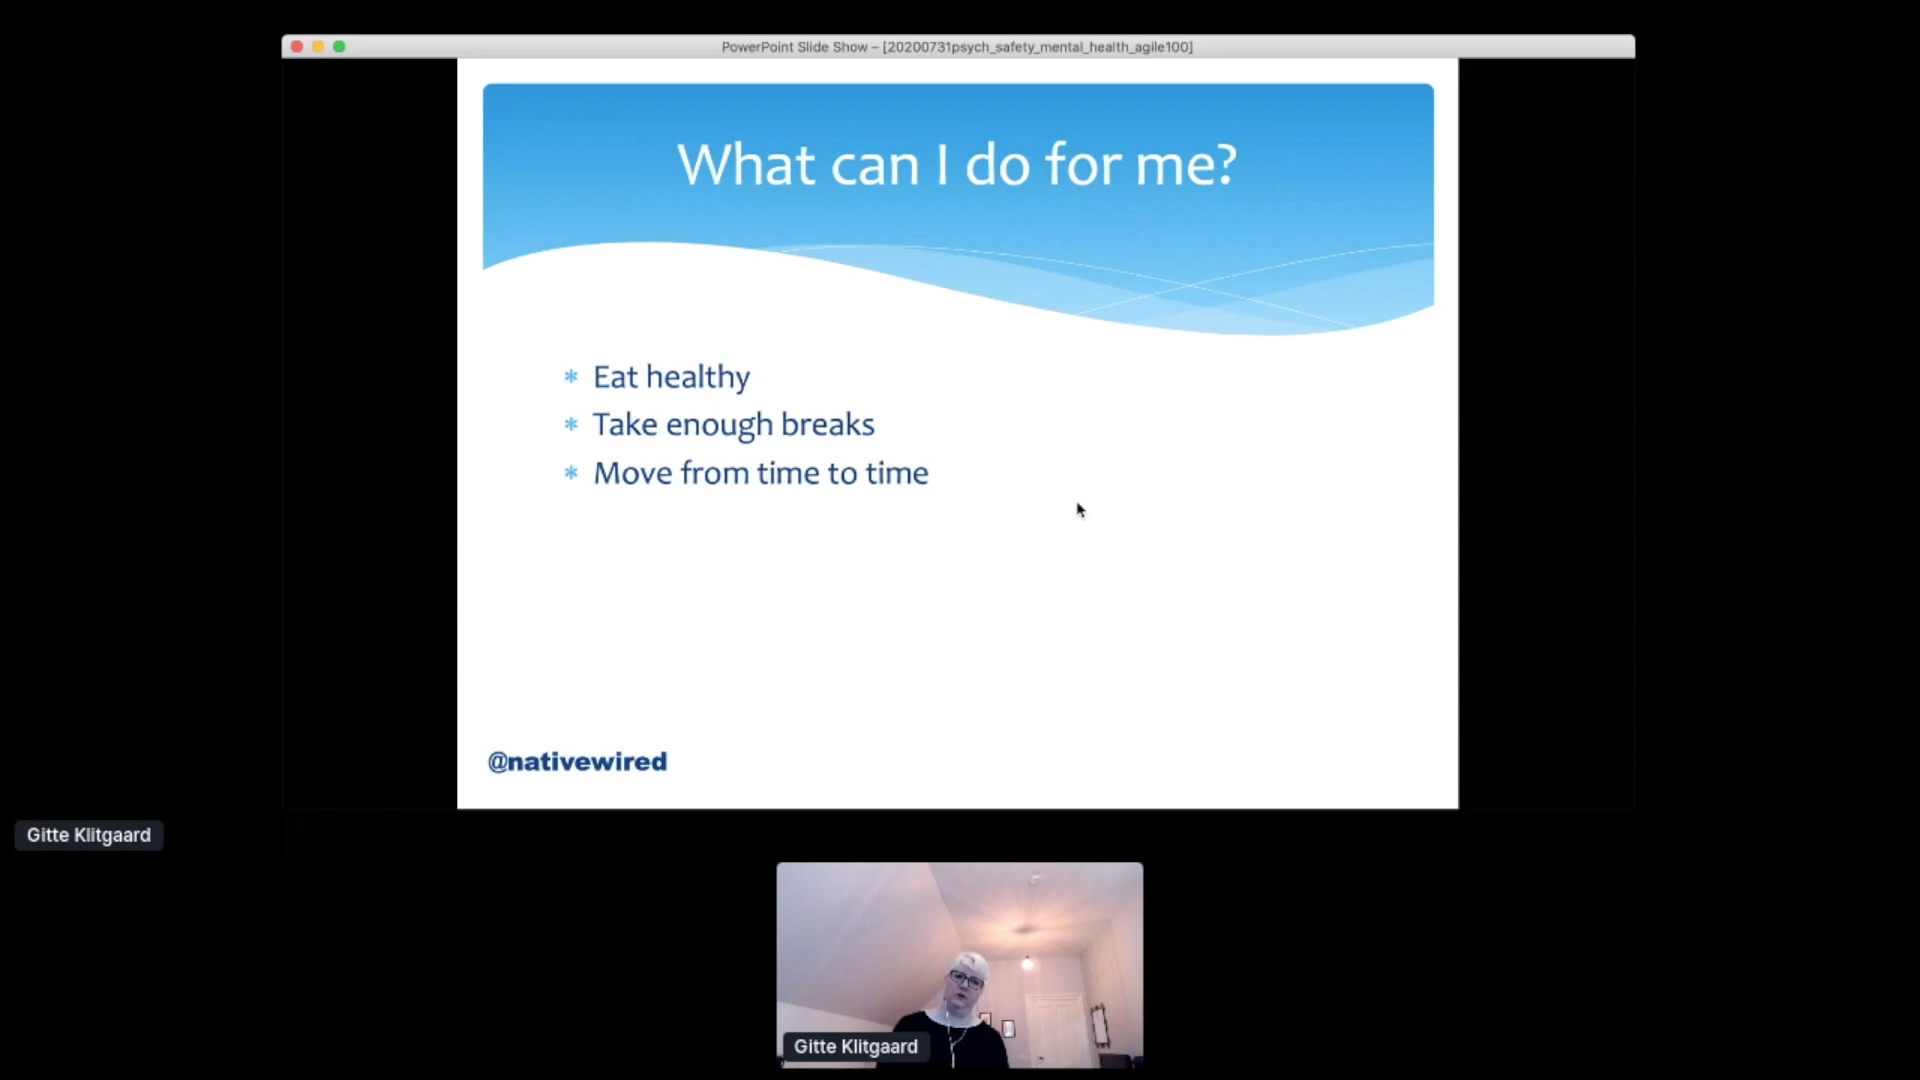 PowerPoint Slide Show – [20200731psych_safety_mental_health_agile100]
What can I do for me?
* Eat healthy
* Take enough breaks
* Move from time to time
@nativewired
Gitte Klitgaard
Gitte Klitgaard